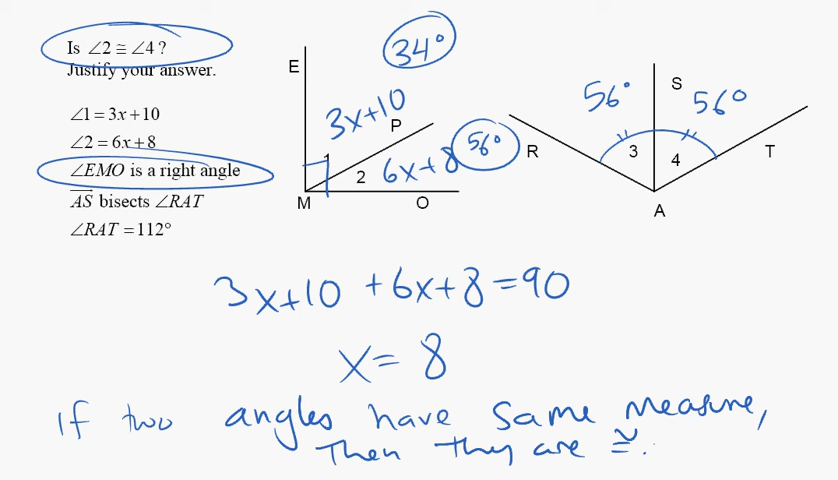 Is ∠2 ≅ ∠4 ?
Justify your answer.
∠1 = 3x + 10
∠2 = 6x + 8
∠EMO is a right angle
AS bisects ∠RAT
∠RAT = 112°
34°
E
3x+10
P
1
2
6x+8
56°
M
O
56°
S
56°
R
3
4
T
A
3x+10 +6x+8=90
x= 8
If two angles have same measure,
Then they are ≅.